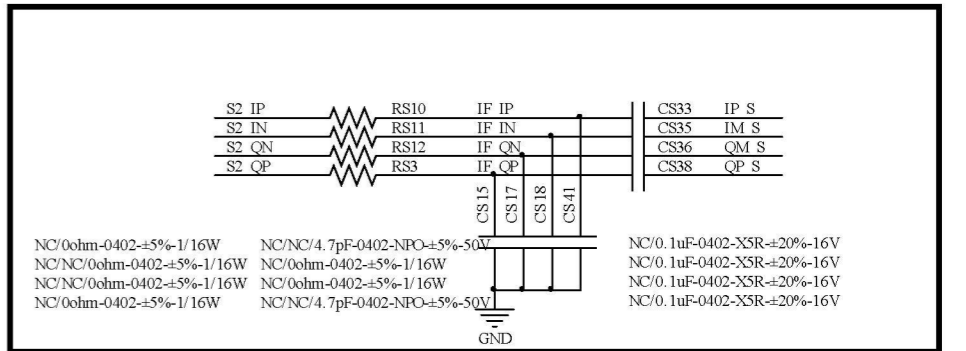 S2 IP RS10 IF IP CS33 IP S
S2 IN RS11 IF IN CS35 IM S
S2 QN RS12 IF QN CS36 QM S
S2 QP RS3 IF QP CS38 QP S
CS15
CS17
CS18
CS41
NC/0ohm-0402-±5%-1/16W NC/NC/4.7pF-0402-NPO-±5%-50V NC/0.1uF-0402-X5R-±20%-16V
NC/NC/0ohm-0402-±5%-1/16W NC/0ohm-0402-±5%-1/16W NC/0.1uF-0402-X5R-±20%-16V
NC/NC/0ohm-0402-±5%-1/16W NC/0ohm-0402-±5%-1/16W NC/0.1uF-0402-X5R-±20%-16V
NC/0ohm-0402-±5%-1/16W NC/NC/4.7pF-0402-NPO-±5%-50V NC/0.1uF-0402-X5R-±20%-16V
GND